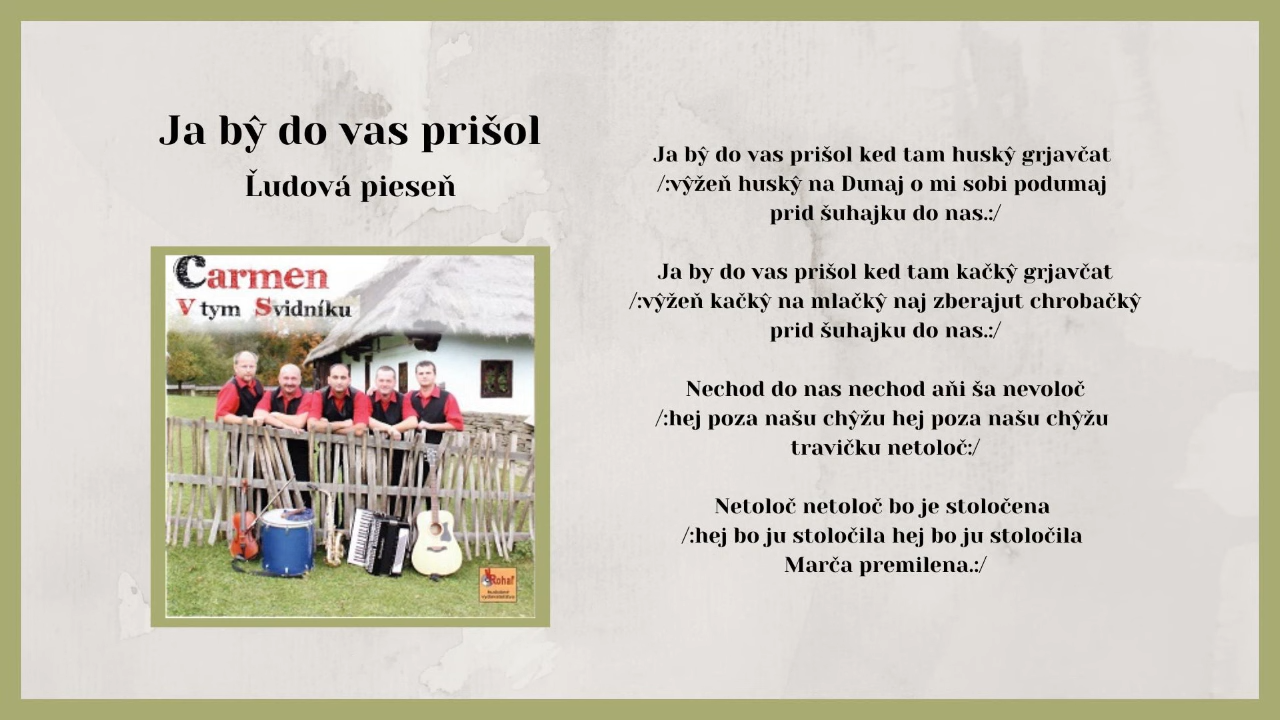 Ja bŷ do vas prišol
Ľudová pieseň
Carmen
V tym Svidníku
Rohaľ
hudobné
vydavateľstvo
Ja bŷ do vas prišol ked tam huskŷ grjavčat
/:vŷžeň huskŷ na Dunaj o mi sobi podumaj
prid šuhajku do nas.:/
Ja by do vas prišol ked tam kačkŷ grjavčat
/:vŷžeň kačkŷ na mlačkŷ naj zberajut chrobačkŷ
prid šuhajku do nas.:/
Nechod do nas nechod aňi ša nevoloč
/:hej poza našu chŷžu hej poza našu chŷžu
travičku netoloč:/
Netoloč netoloč bo je stoločena
/:hej bo ju stoločila hej bo ju stoločila
Marča premilena.:/